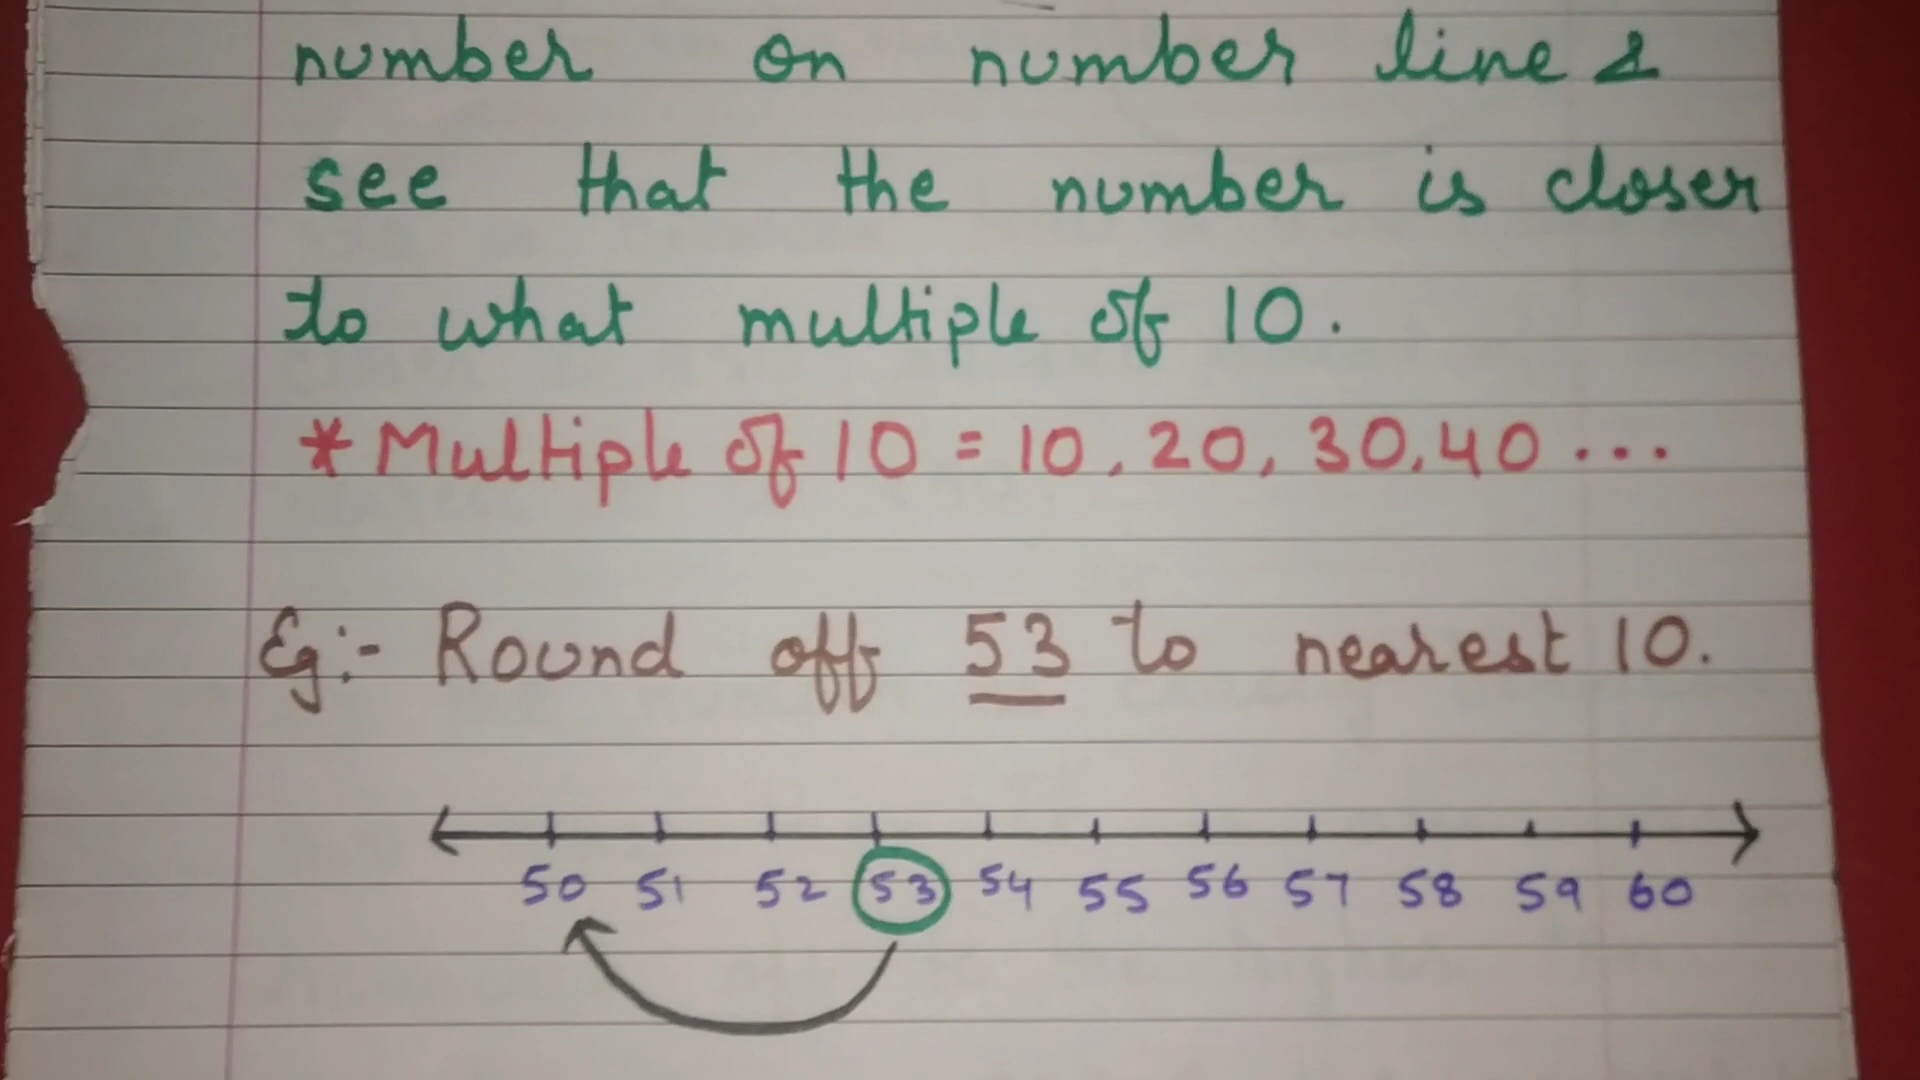 number on number line &
see that the number is closer
to what multiple of 10.
* Multiple of 10 = 10, 20, 30, 40 ...
Eg:- Round off 53 to nearest 10.
50 51 52 53 54 55 56 57 58 59 60